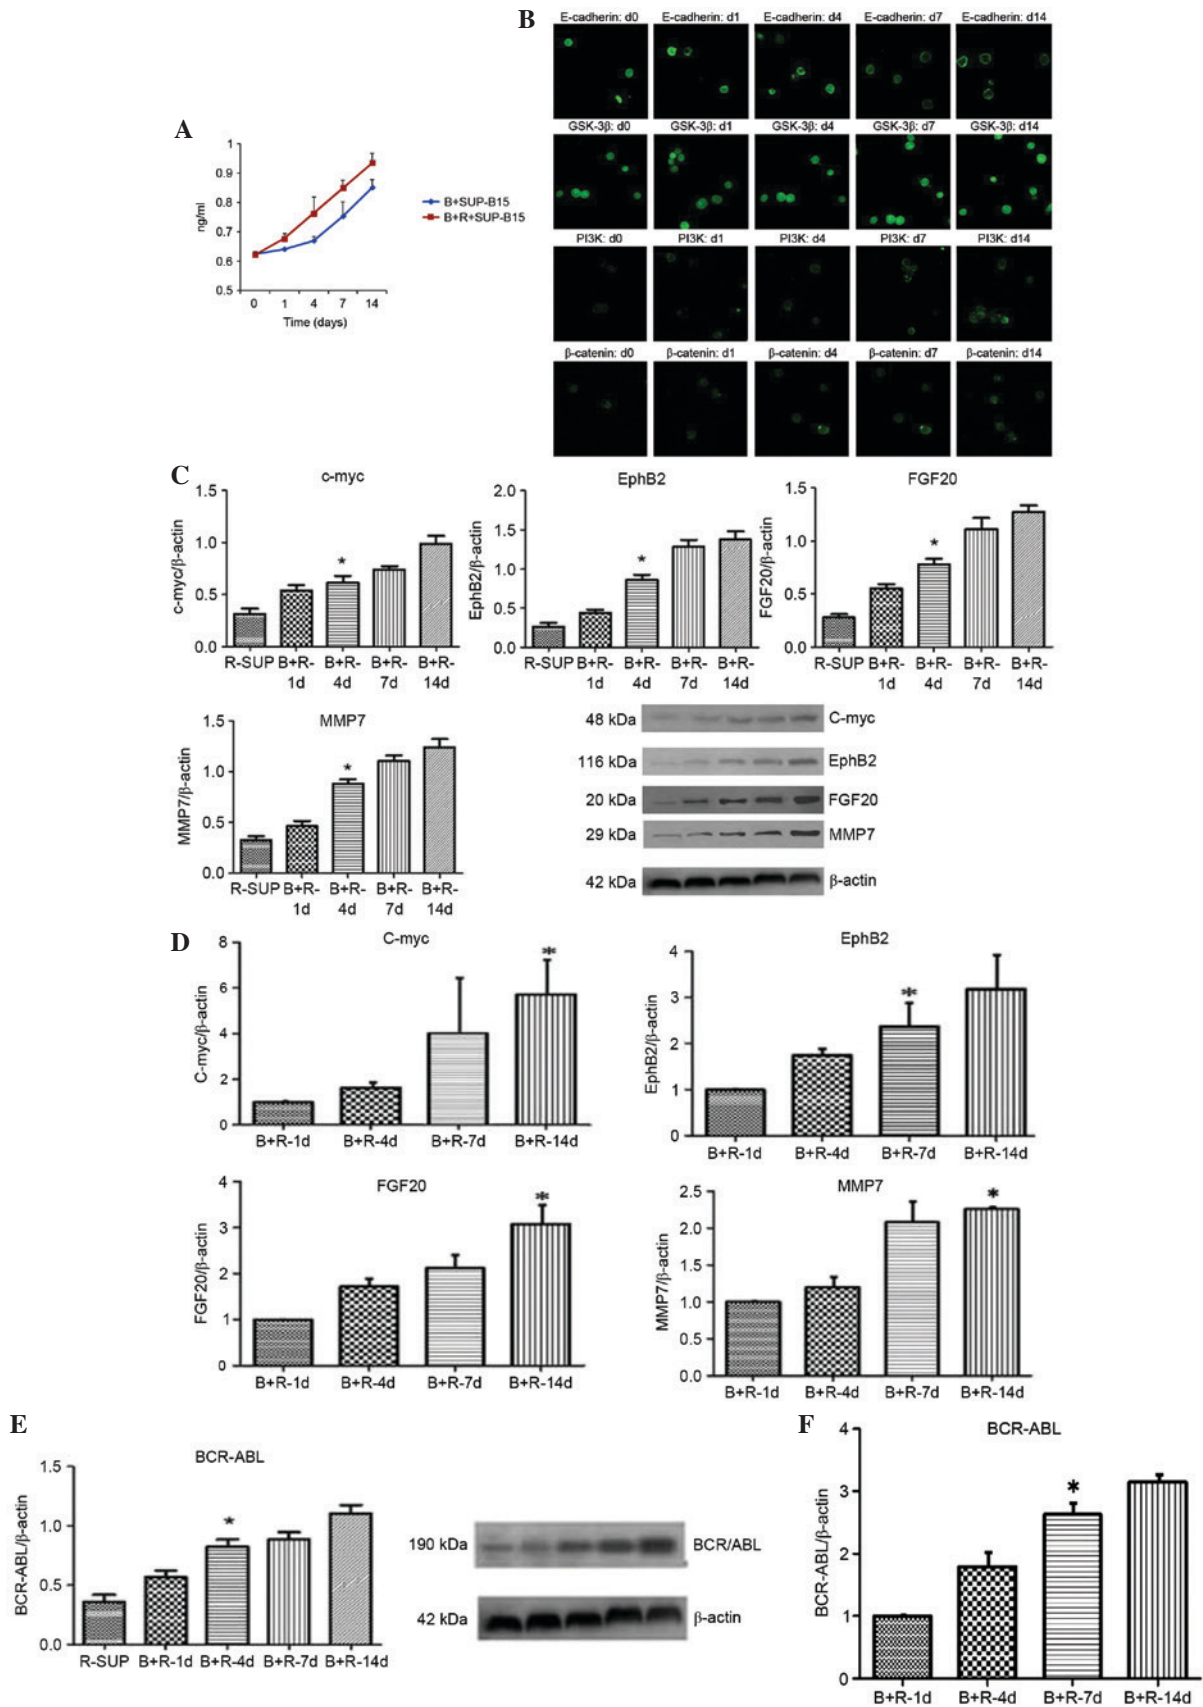 A
1
0.9
0.8
0.7
0.6
0.5
ng/ml
0 1 4 7 14
Time (days)
B+SUP-B15
B+R+SUP-B15
B
E-cadherin: d0 E-cadherin: d1 E-cadherin: d4 E-cadherin: d7 E-cadherin: d14
GSK-3β: d0 GSK-3β: d1 GSK-3β: d4 GSK-3β: d7 GSK-3β: d14
PI3K: d0 PI3K: d1 PI3K: d4 PI3K: d7 PI3K: d14
β-catenin: d0 β-catenin: d1 β-catenin: d4 β-catenin: d7 β-catenin: d14
C
c-myc
c-myc/β-actin
1.5
1.0
0.5
0.0
*
R-SUP B+R-1d B+R-4d B+R-7d B+R-14d
EphB2
EphB2/β-actin
2.0
1.5
1.0
0.5
0.0
*
R-SUP B+R-1d B+R-4d B+R-7d B+R-14d
FGF20
FGF20/β-actin
1.5
1.0
0.5
0.0
*
R-SUP B+R-1d B+R-4d B+R-7d B+R-14d
MMP7
MMP7/β-actin
1.5
1.0
0.5
0.0
*
R-SUP B+R-1d B+R-4d B+R-7d B+R-14d
48 kDa C-myc
116 kDa EphB2
20 kDa FGF20
29 kDa MMP7
42 kDa β-actin
D
C-myc
C-myc/β-actin
8
6
4
2
0
*
B+R-1d B+R-4d B+R-7d B+R-14d
EphB2
EphB2/β-actin
4
3
2
1
0
*
B+R-1d B+R-4d B+R-7d B+R-14d
FGF20
FGF20/β-actin
4
3
2
1
0
*
B+R-1d B+R-4d B+R-7d B+R-14d
MMP7
MMP7/β-actin
2.5
2.0
1.5
1.0
0.5
0.0
*
B+R-1d B+R-4d B+R-7d B+R-14d
E
BCR-ABL
BCR-ABL/β-actin
1.5
1.0
0.5
0.0
*
R-SUP B+R-1d B+R-4d B+R-7d B+R-14d
190 kDa BCR/ABL
42 kDa β-actin
F
BCR-ABL
BCR-ABL/β-actin
4
3
2
1
0
*
B+R-1d B+R-4d B+R-7d B+R-14d